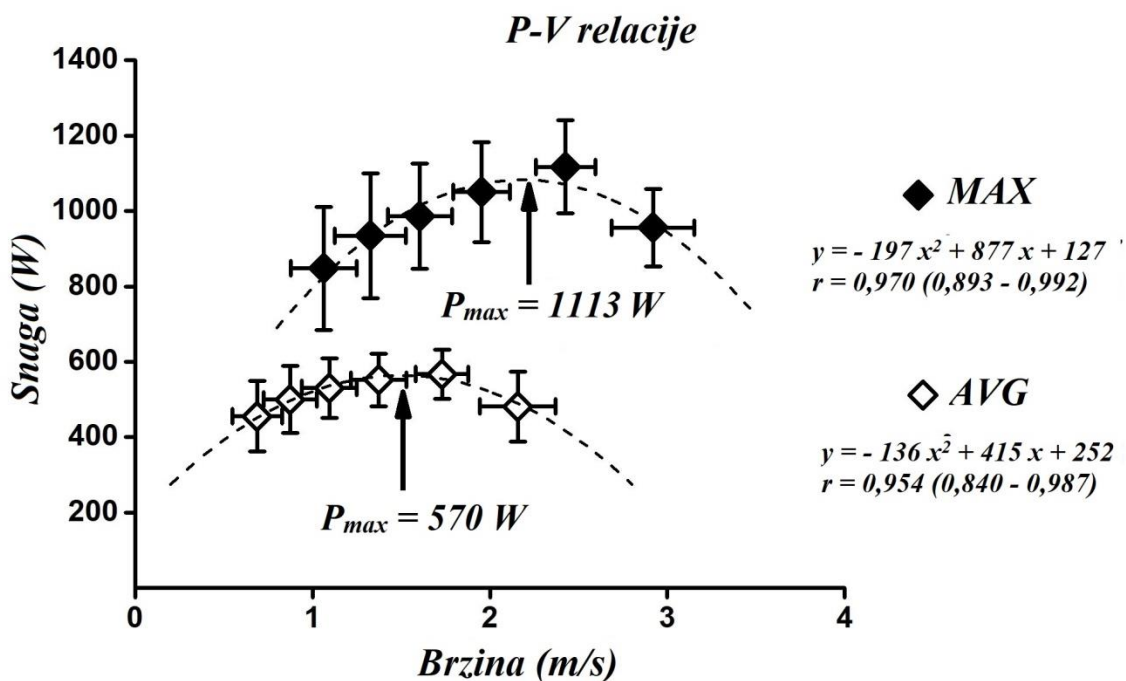 P-V relacije
1400
1200
1000
800
600
400
200
Snaga (W)
P_max = 1113 W
P_max = 570 W
MAX
y = - 197 x² + 877 x + 127
r = 0,970 (0,893 - 0,992)
AVG
y = - 136 x² + 415 x + 252
r = 0,954 (0,840 - 0,987)
0 1 2 3 4
Brzina (m/s)